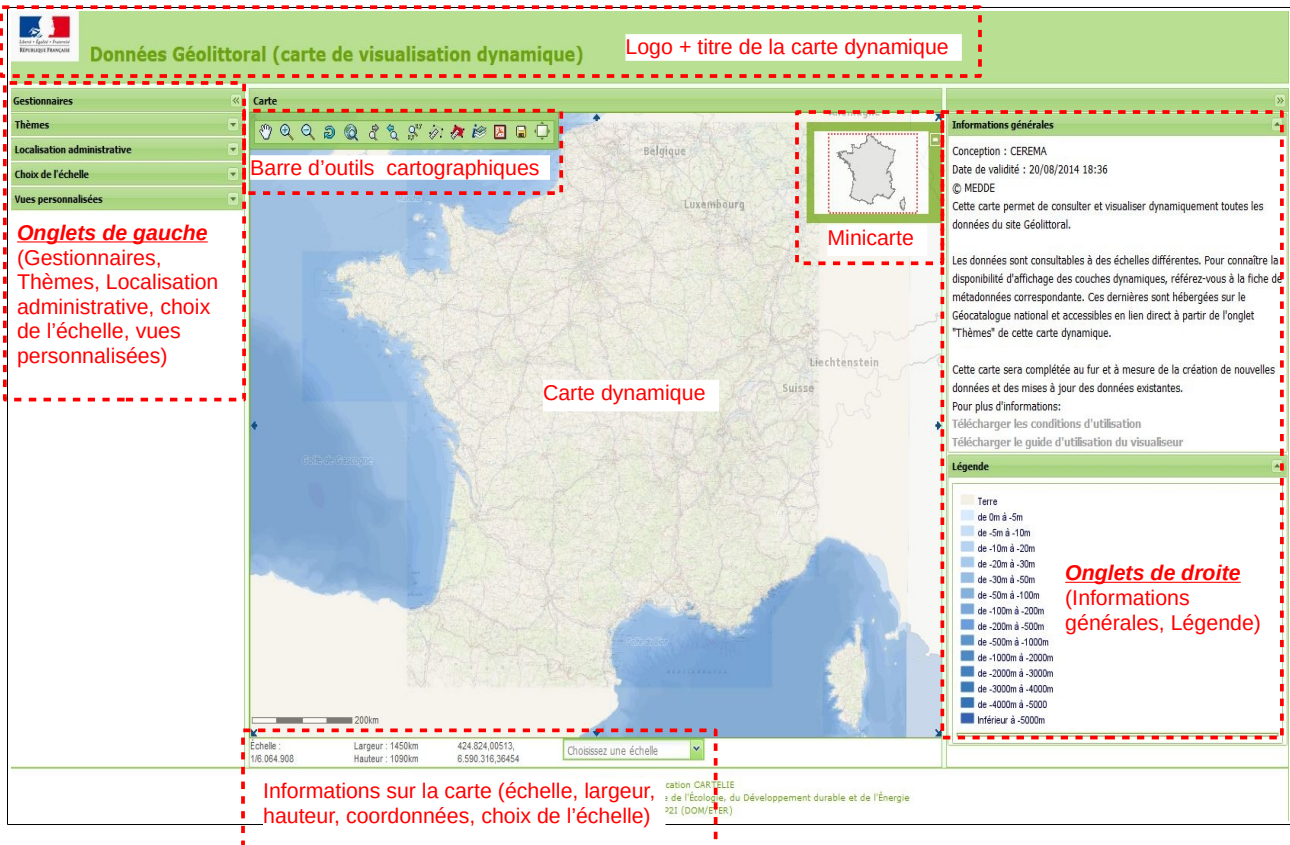 Liberté • Égalité • Fraternité
RÉPUBLIQUE FRANÇAISE
Données Géolittoral (carte de visualisation dynamique)
Logo + titre de la carte dynamique
Gestionnaires
Thèmes
Localisation administrative
Choix de l'échelle
Vues personnalisées
Onglets de gauche
(Gestionnaires,
Thèmes, Localisation
administrative, choix
de l'échelle, vues
personnalisées)
Carte
Barre d'outils cartographiques
Belgique
Luxembourg
Minicarte
Liechtenstein
Suisse
Carte dynamique
Golfe de Gascogne
200km
Échelle :
1/6.064.908
Largeur : 1450km
Hauteur : 1090km
424.824,00513,
6.590.316,36454
Choisissez une échelle
Informations sur la carte (échelle, largeur,
hauteur, coordonnées, choix de l'échelle)
cation CARTELIE
e de l'Écologie, du Développement durable et de l'Énergie
P2I (DOM/ETER)
Informations générales
Conception : CEREMA
Date de validité : 20/08/2014 18:36
© MEDDE
Cette carte permet de consulter et visualiser dynamiquement toutes les
données du site Géolittoral.
Les données sont consultables à des échelles différentes. Pour connaître la
disponibilité d'affichage des couches dynamiques, référez-vous à la fiche de
métadonnées correspondante. Ces dernières sont hébergées sur le
Géocatalogue national et accessibles en lien direct à partir de l'onglet
"Thèmes" de cette carte dynamique.
Cette carte sera complétée au fur et à mesure de la création de nouvelles
données et des mises à jour des données existantes.
Pour plus d'informations:
Télécharger les conditions d'utilisation
Télécharger le guide d'utilisation du visualiseur
Légende
Terre
de 0m à -5m
de -5m à -10m
de -10m à -20m
de -20m à -30m
de -30m à -50m
de -50m à -100m
de -100m à -200m
de -200m à -500m
de -500m à -1000m
de -1000m à -2000m
de -2000m à -3000m
de -3000m à -4000m
de -4000m à -5000
Inférieur à -5000m
Onglets de droite
(Informations
générales, Légende)